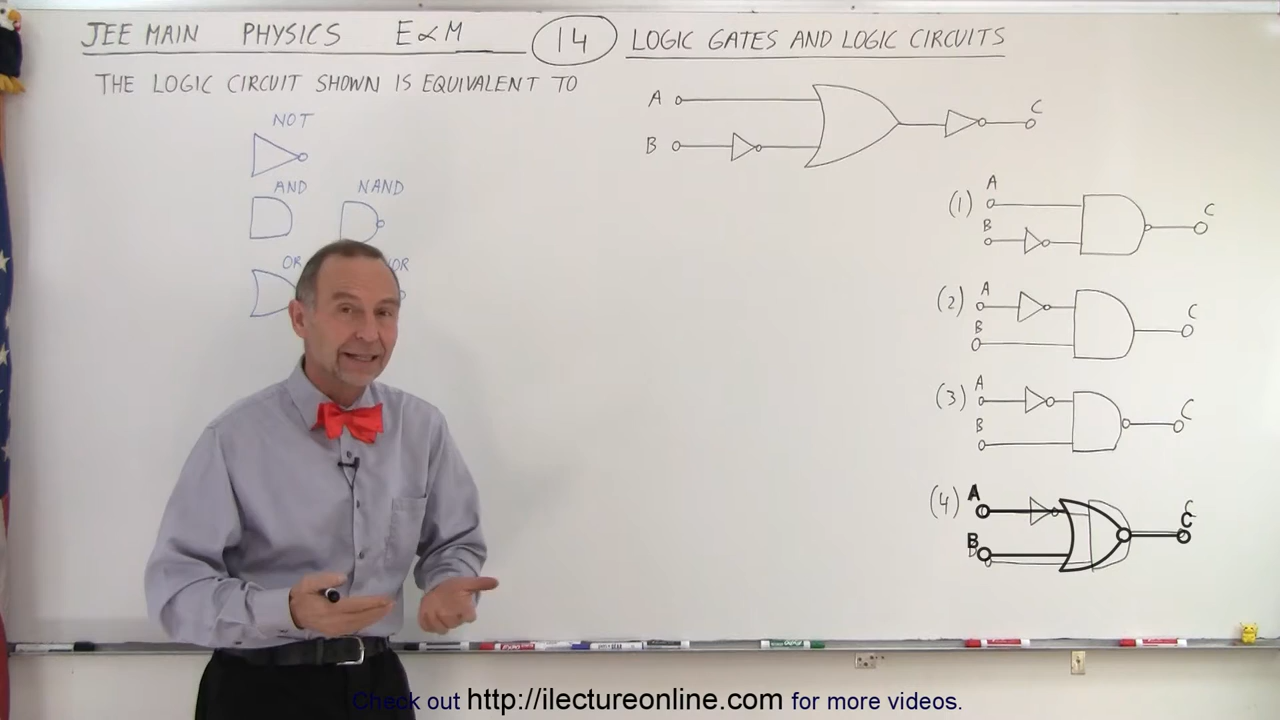 JEE MAIN PHYSICS E&M 14 LOGIC GATES AND LOGIC CIRCUITS
THE LOGIC CIRCUIT SHOWN IS EQUIVALENT TO
NOT
AND NAND
OR NOR
A
B
C
(1) A
B
C
(2) A
B
C
(3) A
B
C
(4) A
B
C
Check out http://ilectureonline.com for more videos.